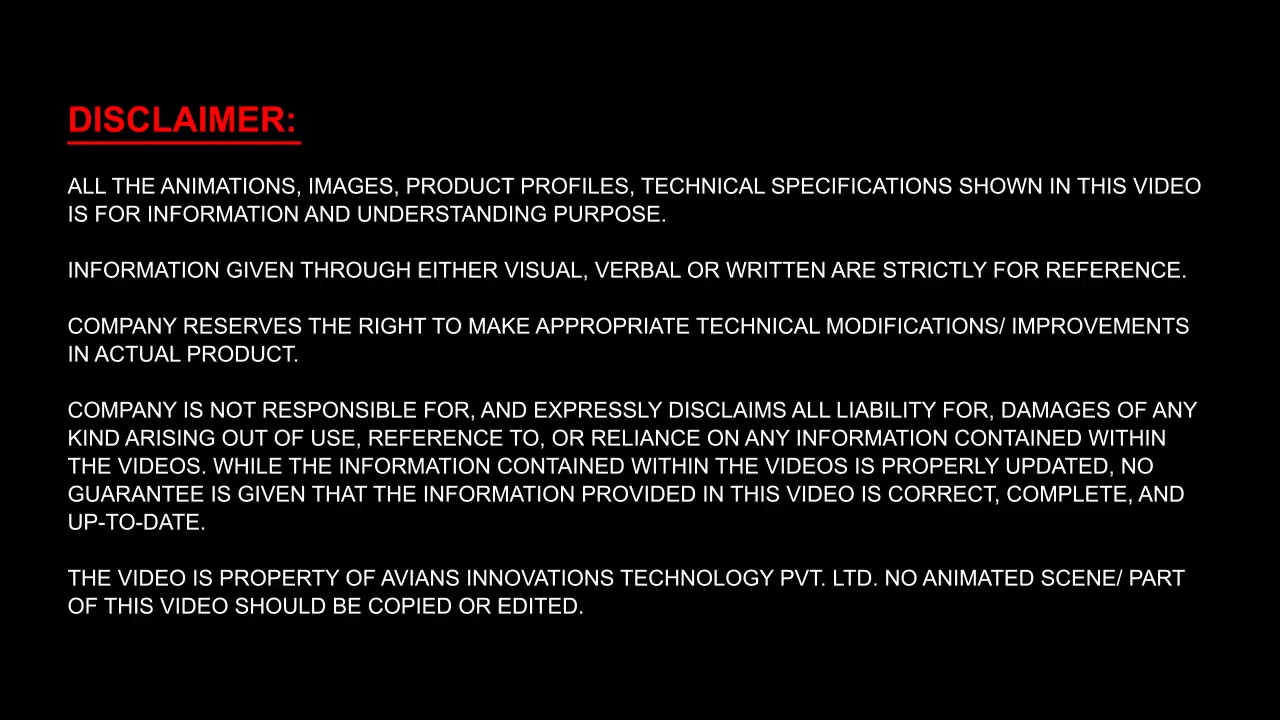 DISCLAIMER:
ALL THE ANIMATIONS, IMAGES, PRODUCT PROFILES, TECHNICAL SPECIFICATIONS SHOWN IN THIS VIDEO
IS FOR INFORMATION AND UNDERSTANDING PURPOSE.
INFORMATION GIVEN THROUGH EITHER VISUAL, VERBAL OR WRITTEN ARE STRICTLY FOR REFERENCE.
COMPANY RESERVES THE RIGHT TO MAKE APPROPRIATE TECHNICAL MODIFICATIONS/ IMPROVEMENTS
IN ACTUAL PRODUCT.
COMPANY IS NOT RESPONSIBLE FOR, AND EXPRESSLY DISCLAIMS ALL LIABILITY FOR, DAMAGES OF ANY
KIND ARISING OUT OF USE, REFERENCE TO, OR RELIANCE ON ANY INFORMATION CONTAINED WITHIN
THE VIDEOS. WHILE THE INFORMATION CONTAINED WITHIN THE VIDEOS IS PROPERLY UPDATED, NO
GUARANTEE IS GIVEN THAT THE INFORMATION PROVIDED IN THIS VIDEO IS CORRECT, COMPLETE, AND
UP-TO-DATE.
THE VIDEO IS PROPERTY OF AVIANS INNOVATIONS TECHNOLOGY PVT. LTD. NO ANIMATED SCENE/ PART
OF THIS VIDEO SHOULD BE COPIED OR EDITED.